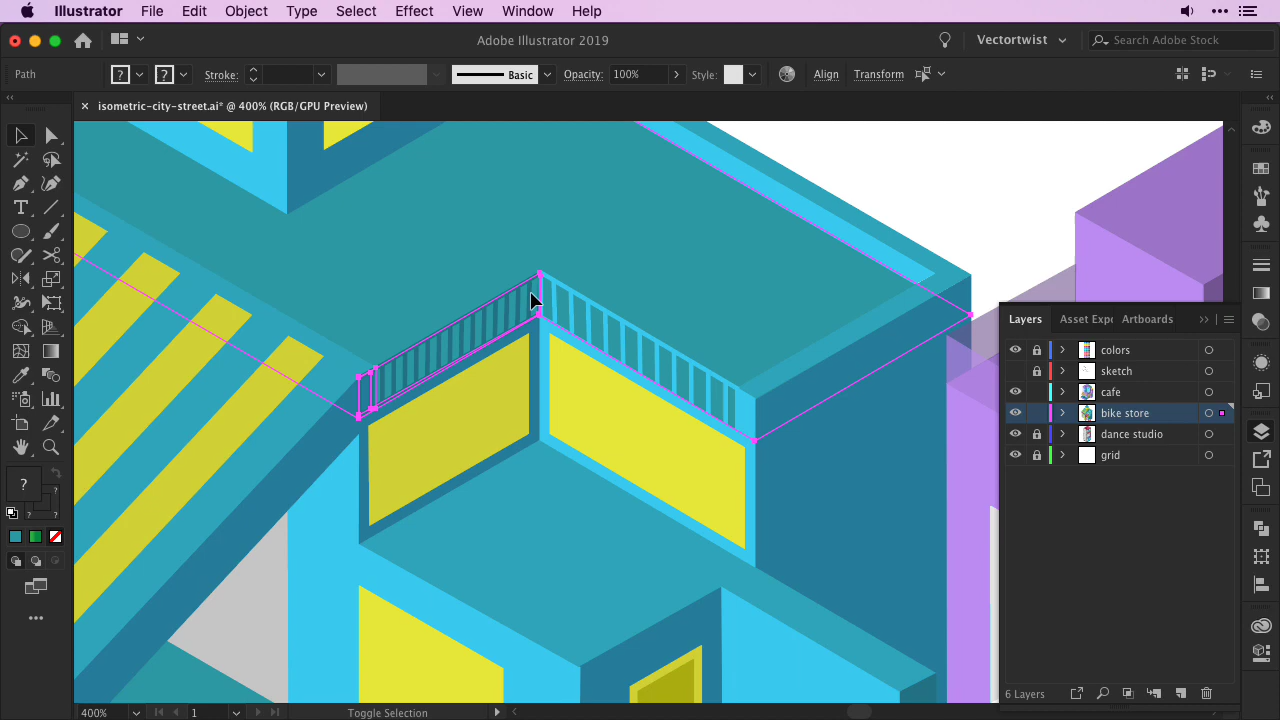 Illustrator File Edit Object Type Select Effect View Window Help
Adobe Illustrator 2019
Vectortwist
Search Adobe Stock
Path
?
?
Stroke:
Basic
Opacity: 100%
Style:
Align
Transform
× isometric-city-street.ai* @ 400% (RGB/GPU Preview)
T
?
?
?
?
Layers Asset Expo Artboards
colors
sketch
cafe
bike store
dance studio
grid
6 Layers
400%
1
Toggle Selection